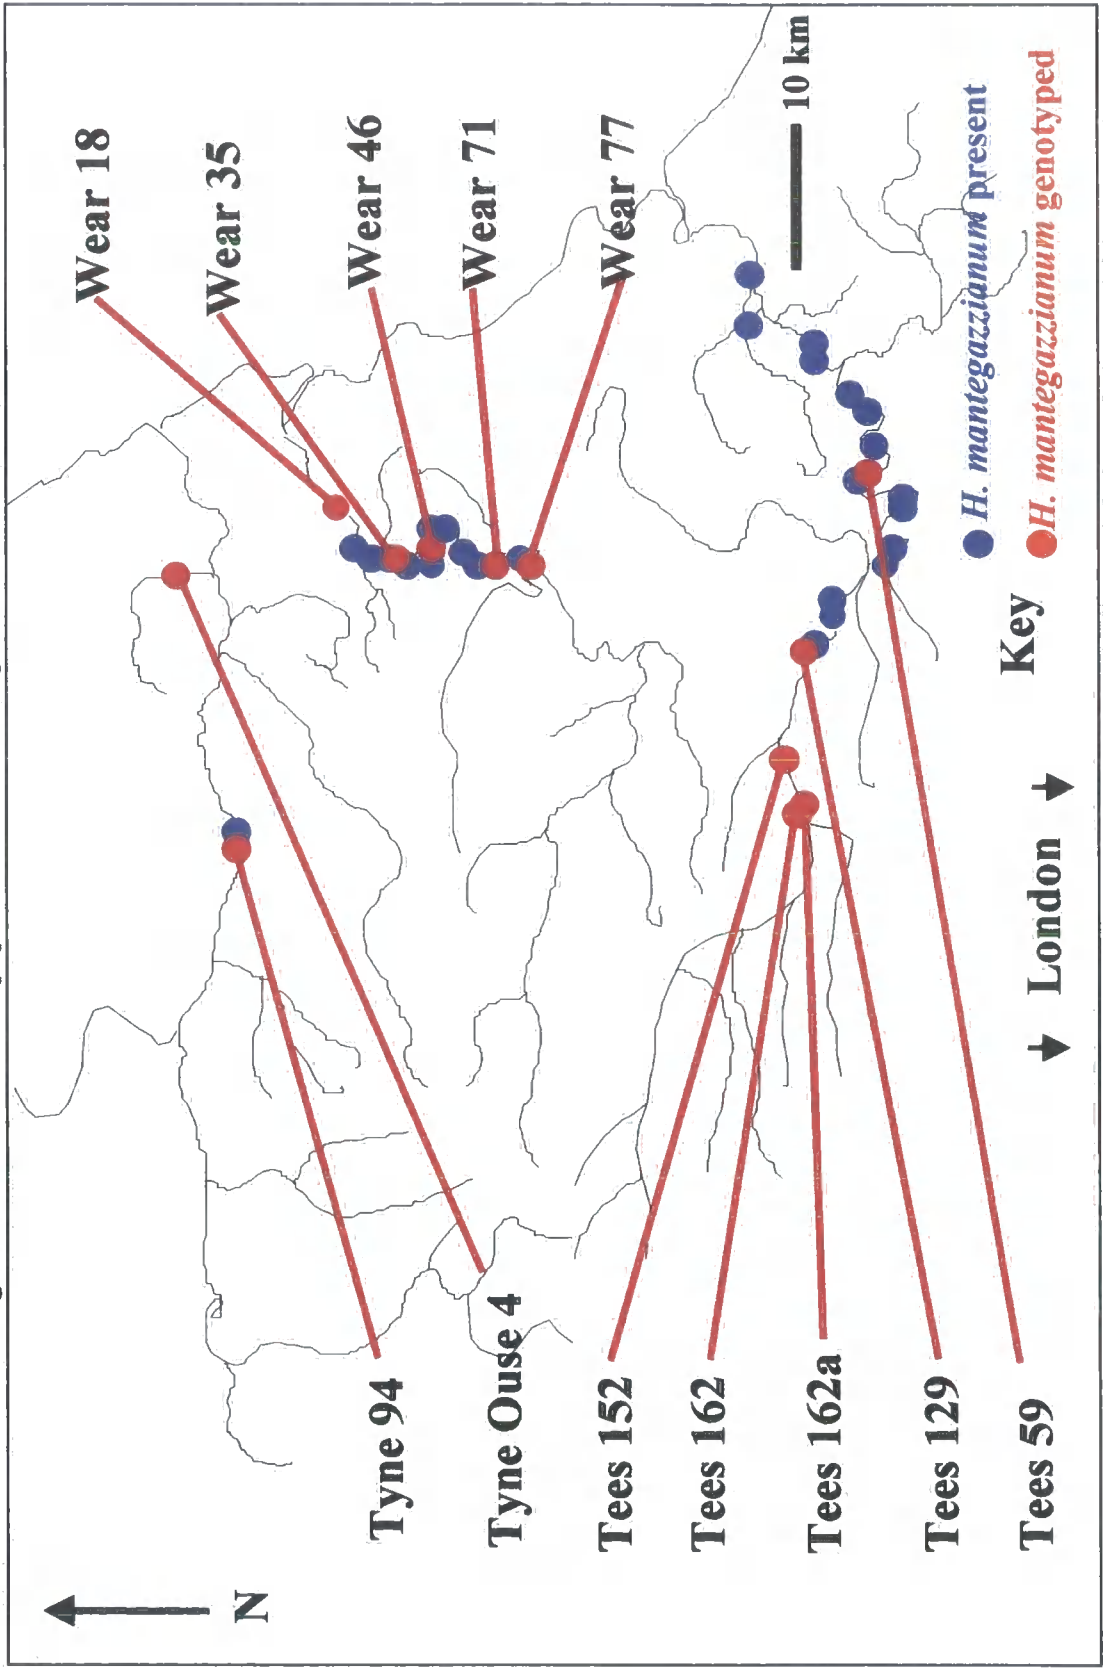 Wear 18
Wear 35
Wear 46
Wear 71
Wear 77
10 km
Tyne 94
Tyne Ouse 4
Tees 152
Tees 162
Tees 162a
Tees 129
Tees 59
N
London
Key
H. mantegazzianum present
H. mantegazzianum genotyped